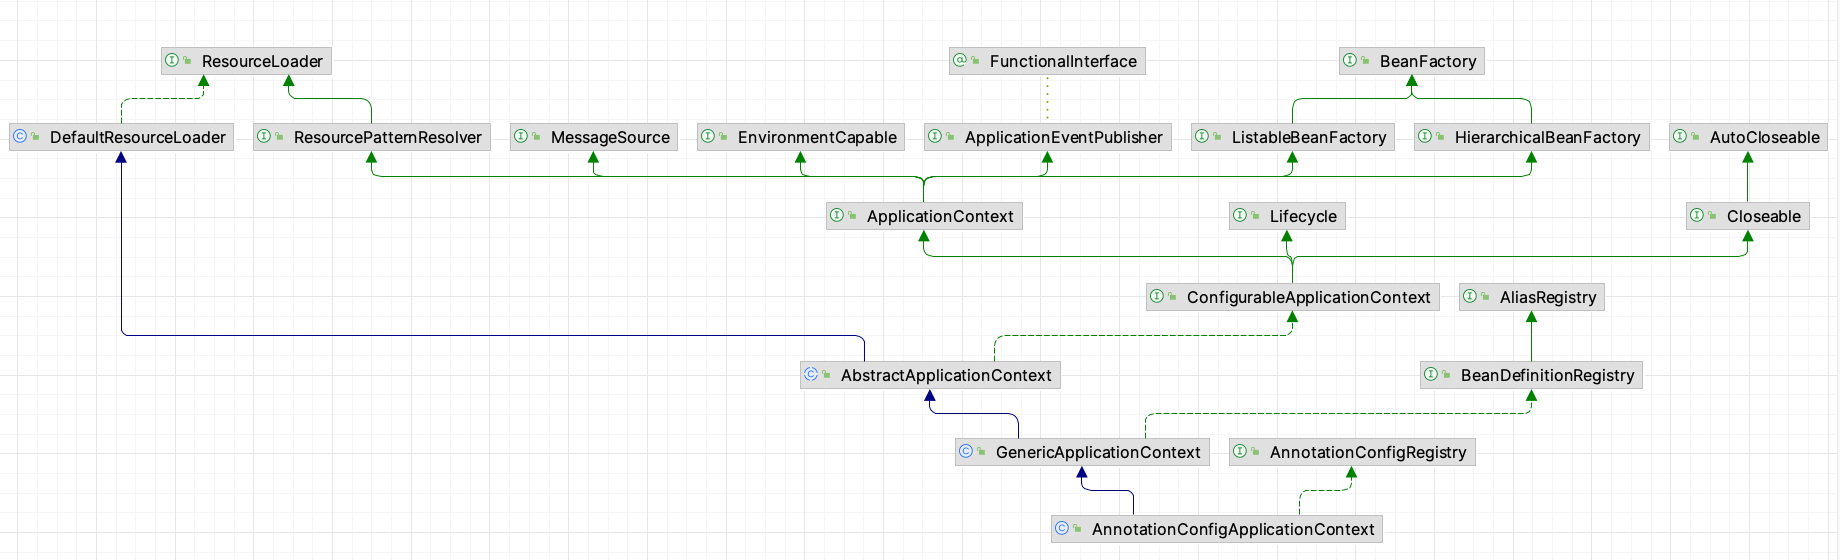 ResourceLoader
FunctionalInterface
BeanFactory
DefaultResourceLoader
ResourcePatternResolver
MessageSource
EnvironmentCapable
ApplicationEventPublisher
ListableBeanFactory
HierarchicalBeanFactory
AutoCloseable
ApplicationContext
Lifecycle
Closeable
ConfigurableApplicationContext
AliasRegistry
AbstractApplicationContext
BeanDefinitionRegistry
GenericApplicationContext
AnnotationConfigRegistry
AnnotationConfigApplicationContext